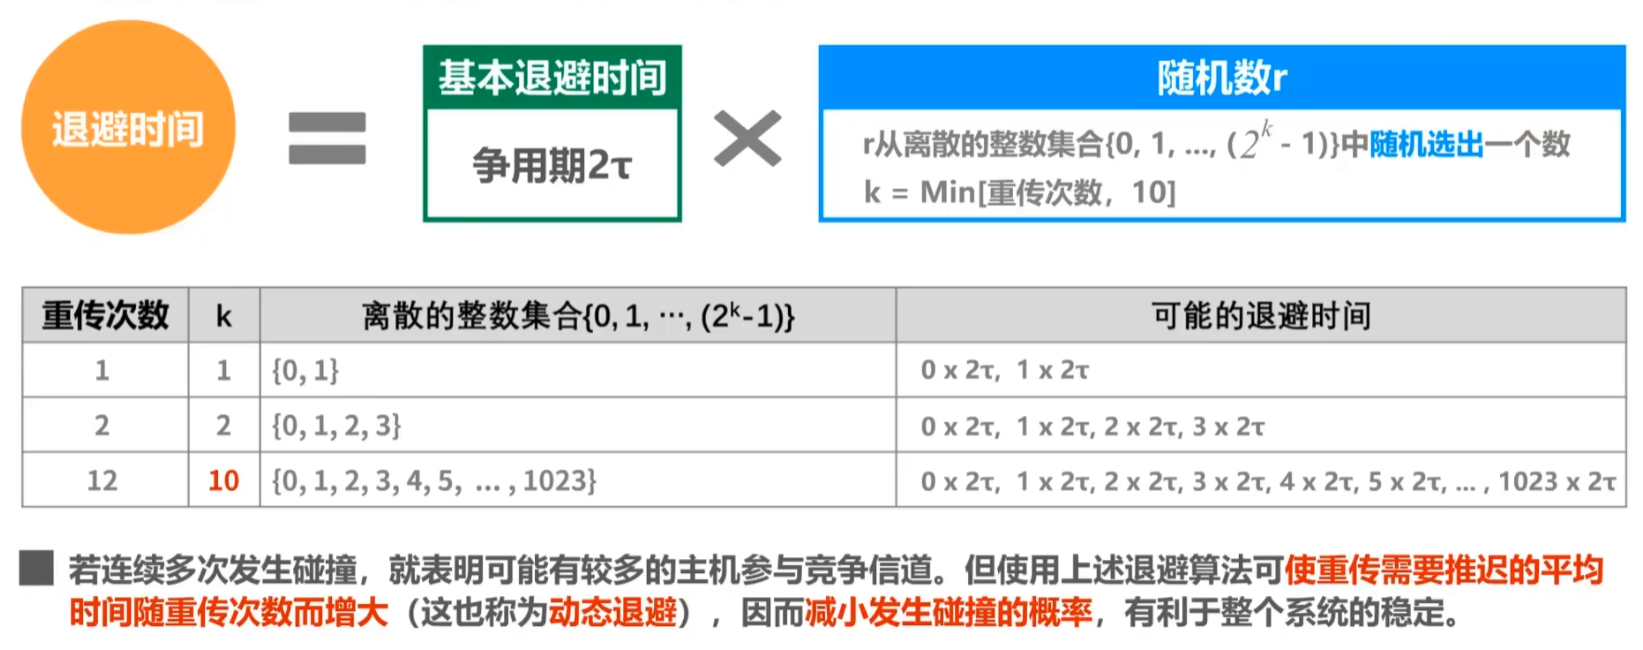 退避时间
=
基本退避时间
争用期2τ
×
随机数r
r从离散的整数集合{0, 1, ..., (2^k - 1)}中随机选出一个数
k = Min[重传次数，10]
重传次数 k 离散的整数集合{0, 1, ···, (2^k-1)} 可能的退避时间
1 1 {0, 1} 0 x 2τ, 1 x 2τ
2 2 {0, 1, 2, 3} 0 x 2τ, 1 x 2τ, 2 x 2τ, 3 x 2τ
12 10 {0, 1, 2, 3, 4, 5, ... , 1023} 0 x 2τ, 1 x 2τ, 2 x 2τ, 3 x 2τ, 4 x 2τ, 5 x 2τ, ... , 1023 x 2τ
若连续多次发生碰撞，就表明可能有较多的主机参与竞争信道。但使用上述退避算法可使重传需要推迟的平均
时间随重传次数而增大（这也称为动态退避），因而减小发生碰撞的概率，有利于整个系统的稳定。